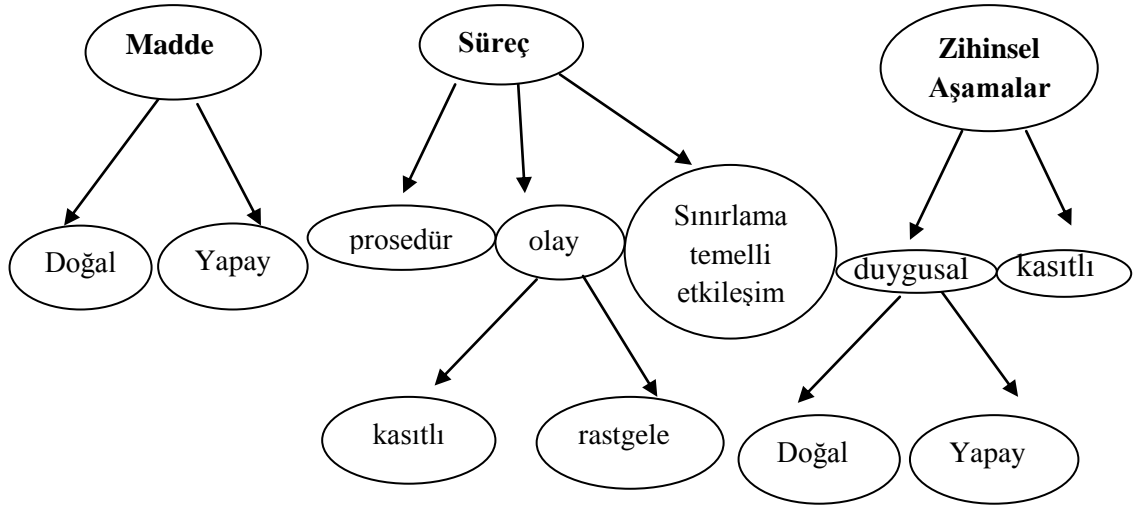 Madde
Süreç
Zihinsel
Aşamalar
Doğal
Yapay
prosedür
olay
Sınırlama
temelli
etkileşim
duygusal
kasıtlı
kasıtlı
rastgele
Doğal
Yapay